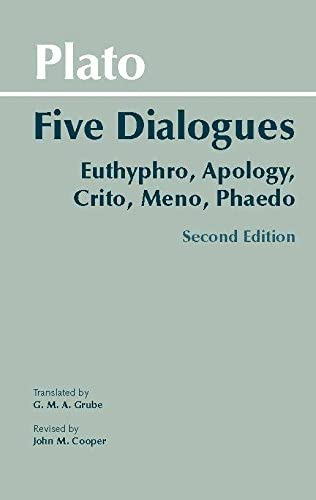 Plato
Five Dialogues
Euthyphro, Apology,
Crito, Meno, Phaedo
Second Edition
Translated by
G. M. A. Grube
Revised by
John M. Cooper